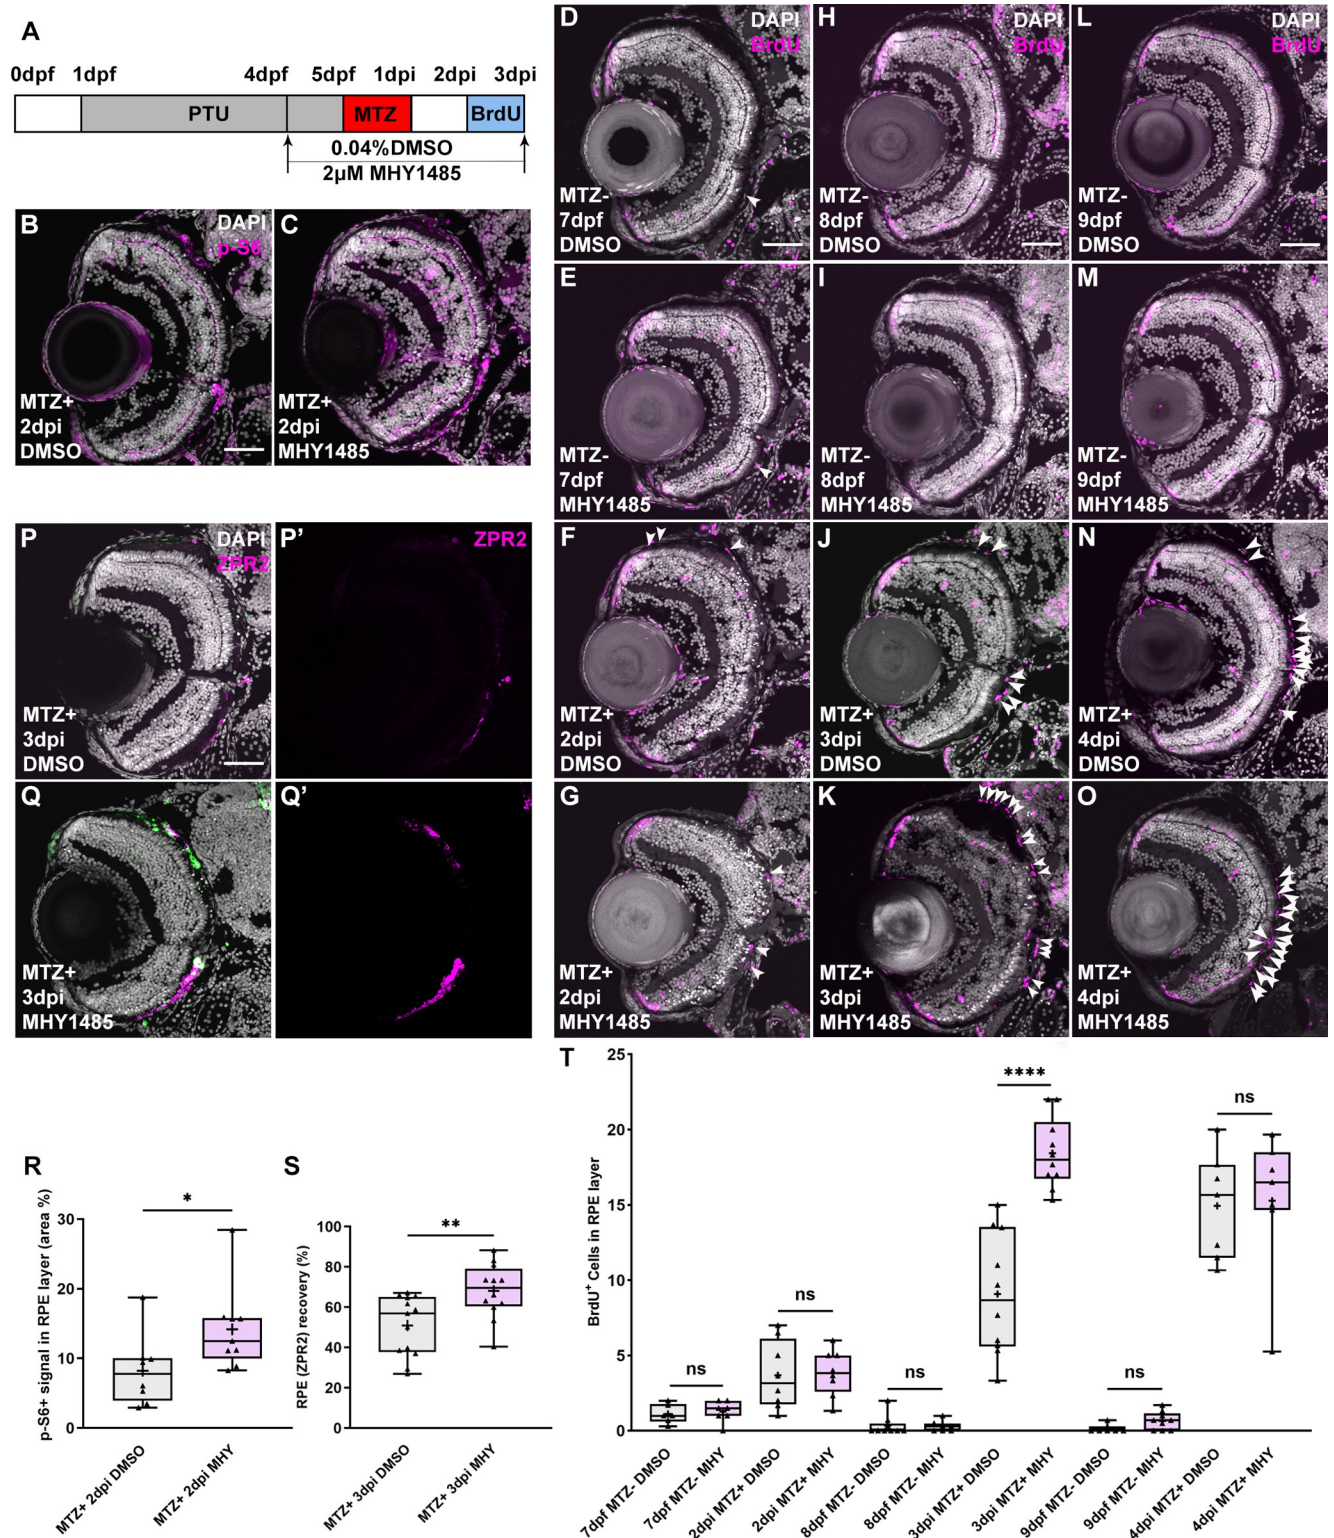 A
0dpf 1dpf 4dpf 5dpf 1dpi 2dpi 3dpi
PTU MTZ BrdU
0.04%DMSO
2µM MHY1485
B DAPI
p-S6
MTZ+
2dpi
DMSO
C
MTZ+
2dpi
MHY1485
D DAPI
BrdU
MTZ-
7dpf
DMSO
H DAPI
BrdU
MTZ-
8dpf
DMSO
L DAPI
BrdU
MTZ-
9dpf
DMSO
E
MTZ-
7dpf
MHY1485
I
MTZ-
8dpf
MHY1485
M
MTZ-
9dpf
MHY1485
P DAPI
ZPR2
MTZ+
3dpi
DMSO
P' ZPR2
F
MTZ+
2dpi
DMSO
J
MTZ+
3dpi
DMSO
N
MTZ+
4dpi
DMSO
Q
MTZ+
3dpi
MHY1485
Q'
G
MTZ+
2dpi
MHY1485
K
MTZ+
3dpi
MHY1485
O
MTZ+
4dpi
MHY1485
R
p-S6+ signal in RPE layer (area %)
30
20
10
0
*
MTZ+ 2dpi DMSO
MTZ+ 2dpi MHY
S
RPE (ZPR2) recovery (%)
100
80
60
40
20
0
**
MTZ+ 3dpi DMSO
MTZ+ 3dpi MHY
T
BrdU+ Cells in RPE layer
25
20
15
10
5
0
ns
ns
ns
****
ns
ns
7dpf MTZ- DMSO
7dpf MTZ- MHY
2dpi MTZ+ DMSO
2dpi MTZ+ MHY
8dpf MTZ- DMSO
8dpf MTZ- MHY
3dpi MTZ+ DMSO
3dpi MTZ+ MHY
9dpf MTZ- DMSO
9dpf MTZ- MHY
4dpi MTZ+ DMSO
4dpi MTZ+ MHY